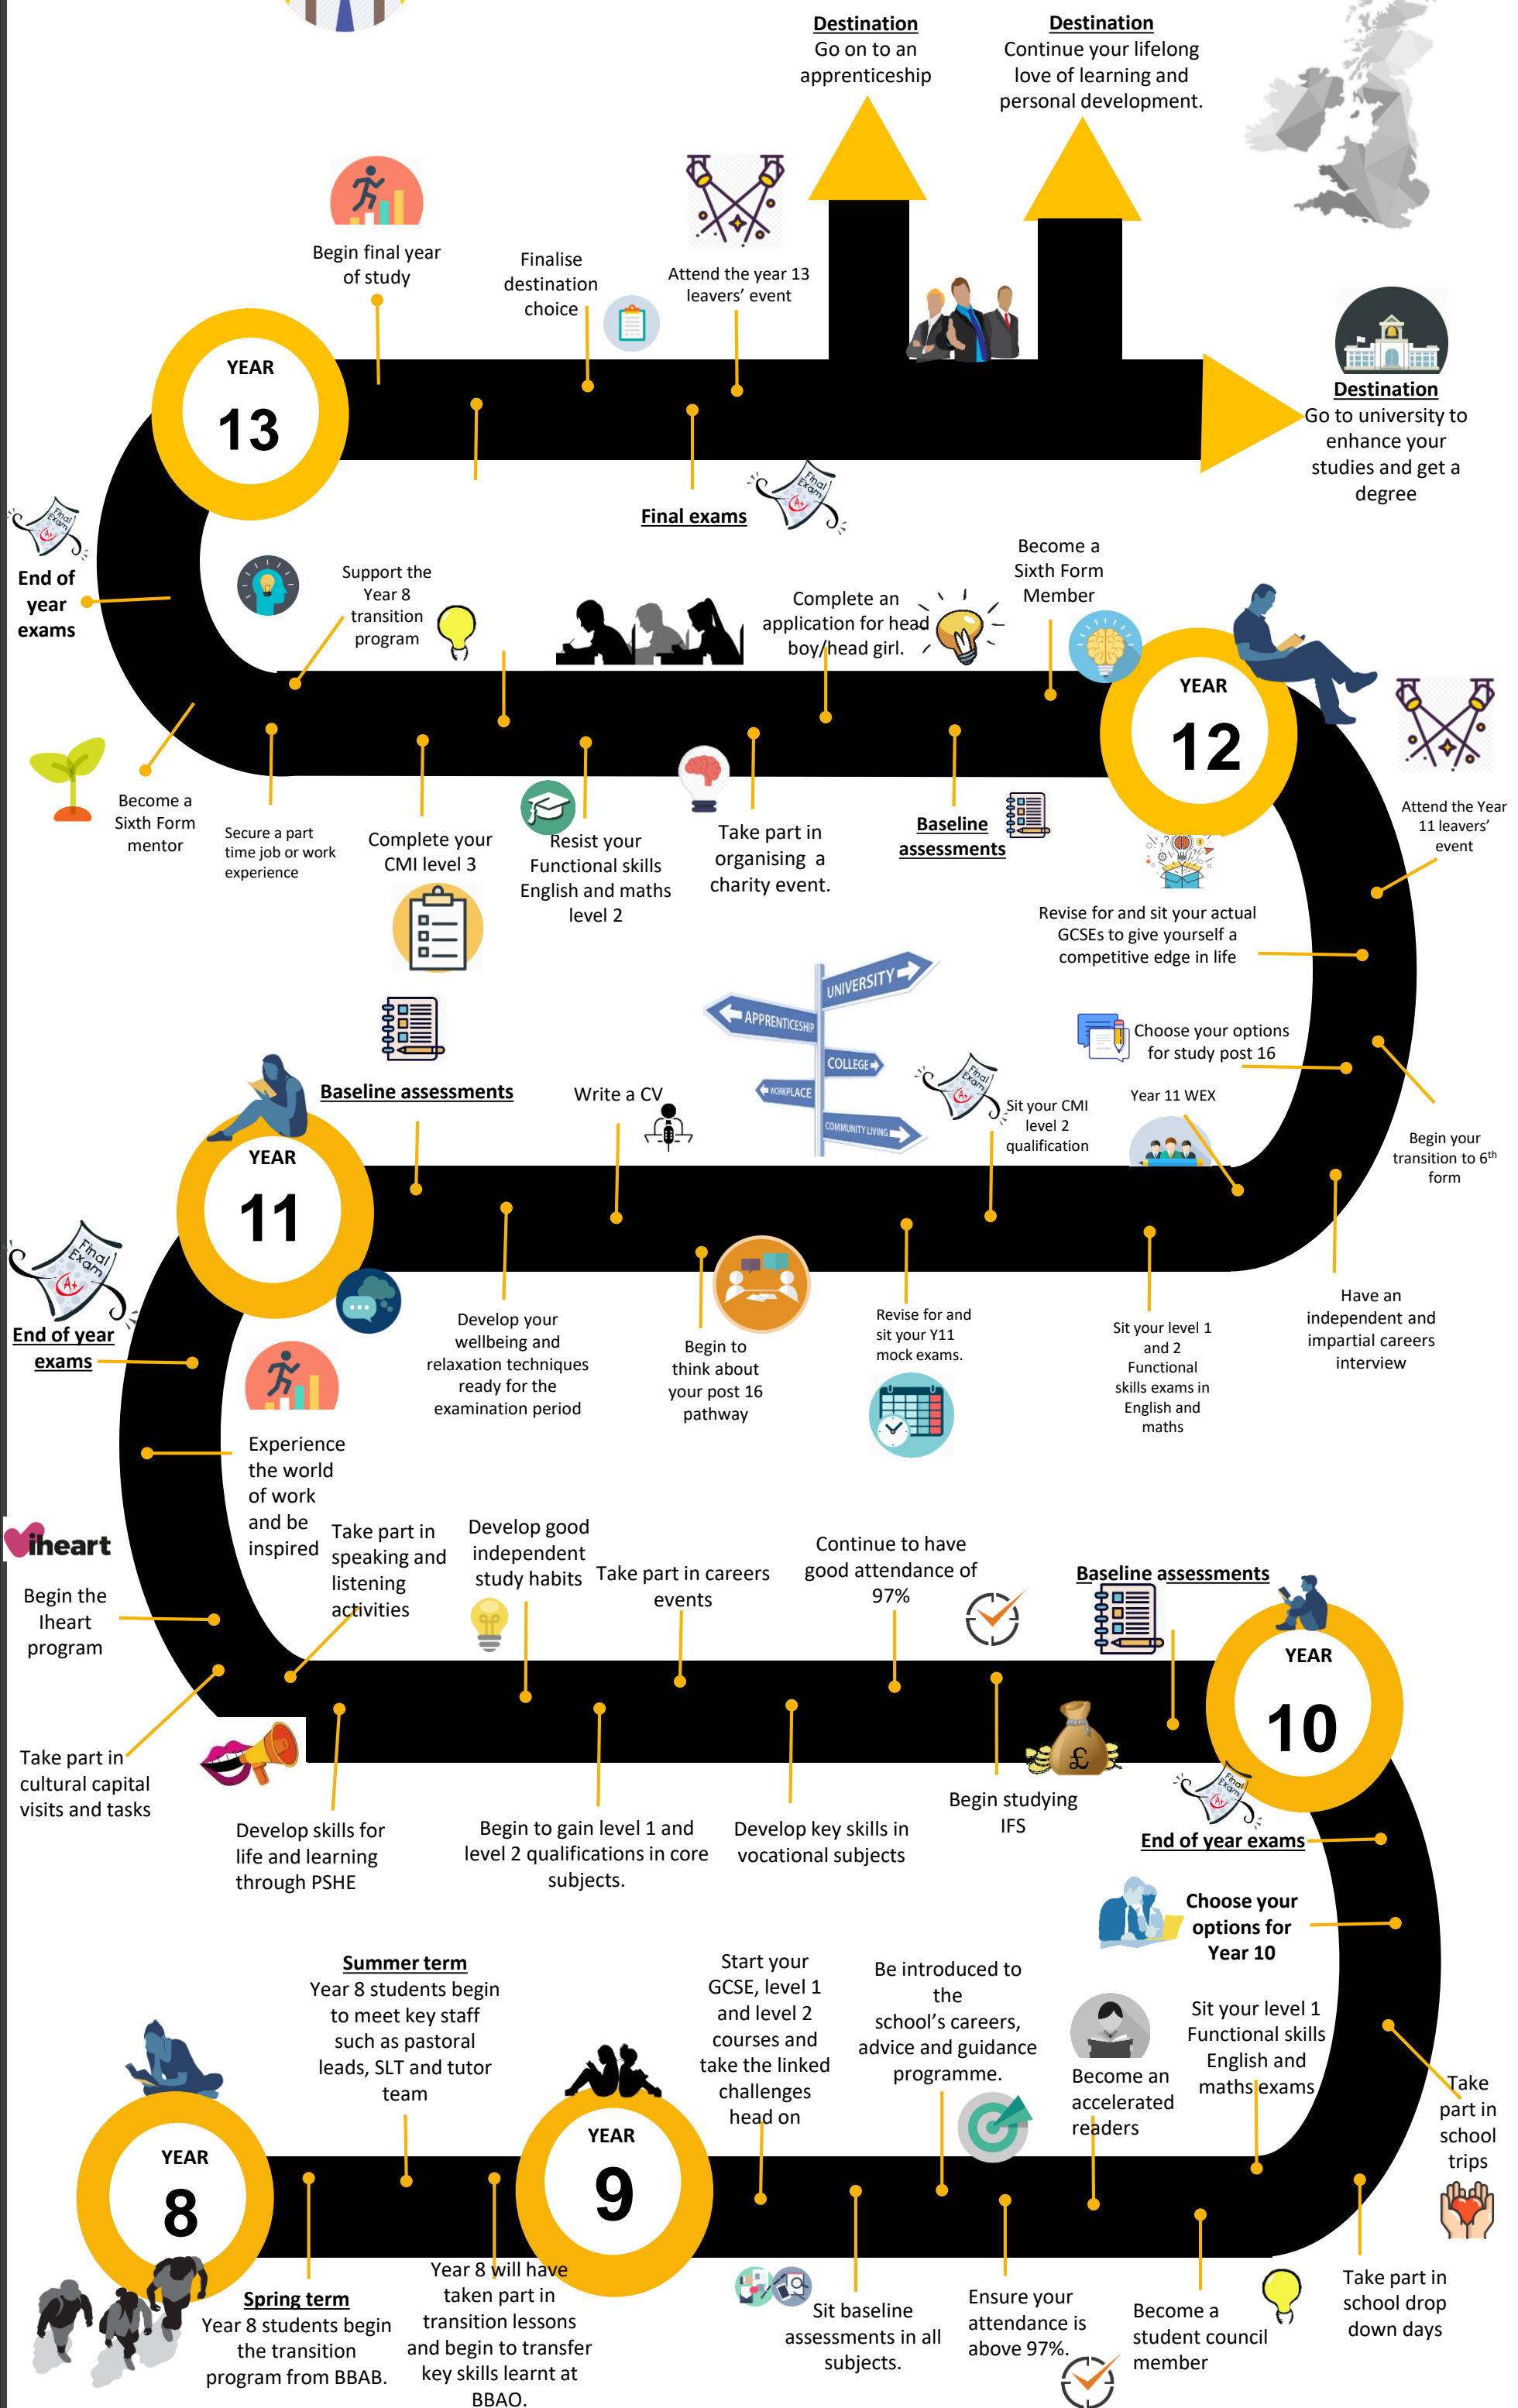 Destination
Go on to an
apprenticeship
Destination
Continue your lifelong
love of learning and
personal development.
Begin final year
of study
Finalise
destination
choice
Attend the year 13
leavers’ event
YEAR
13
Destination
Go to university to
enhance your
studies and get a
degree
Final exams
Final
Exam
A+
Final
Exam
A+
End of
year
exams
Support the
Year 8
transition
program
Complete an
application for head
boy/head girl.
Become a
Sixth Form
Member
YEAR
12
Become a
Sixth Form
mentor
Secure a part
time job or work
experience
Complete your
CMI level 3
Resist your
Functional skills
English and maths
level 2
Take part in
organising a
charity event.
Baseline
assessments
Attend the Year
11 leavers’
event
Revise for and sit your actual
GCSEs to give yourself a
competitive edge in life
Choose your options
for study post 16
Year 11 WEX
Begin your
transition to 6th
form
UNIVERSITY
APPRENTICESHIP
COLLEGE
WORKPLACE
COMMUNITY LIVING
Final
Exam
A+
Sit your CMI
level 2
qualification
Write a CV
Baseline assessments
YEAR
11
Final
Exam
A+
End of year
exams
Develop your
wellbeing and
relaxation techniques
ready for the
examination period
Begin to
think about
your post 16
pathway
Revise for and
sit your Y11
mock exams.
Sit your level 1
and 2
Functional
skills exams in
English and
maths
Have an
independent and
impartial careers
interview
Experience
the world
of work
and be
inspired
iheart
Begin the
Iheart
program
Take part in
speaking and
listening
activities
Develop good
independent
study habits
Take part in careers
events
Continue to have
good attendance of
97%
Baseline assessments
YEAR
10
Take part in
cultural capital
visits and tasks
Develop skills for
life and learning
through PSHE
Begin to gain level 1 and
level 2 qualifications in core
subjects.
Develop key skills in
vocational subjects
£
Begin studying
IFS
Final
Exam
A+
End of year exams
Choose your
options for
Year 10
Summer term
Year 8 students begin
to meet key staff
such as pastoral
leads, SLT and tutor
team
Start your
GCSE, level 1
and level 2
courses and
take the linked
challenges
head on
Be introduced to
the
school’s careers,
advice and guidance
programme.
Become an
accelerated
readers
Sit your level 1
Functional skills
English and
maths exams
Take
part in
school
trips
YEAR
8
YEAR
9
Spring term
Year 8 students begin
the transition
program from BBAB.
Year 8 will have
taken part in
transition lessons
and begin to transfer
key skills learnt at
BBAO.
Sit baseline
assessments in all
subjects.
Ensure your
attendance is
above 97%.
Become a
student council
member
Take part in
school drop
down days